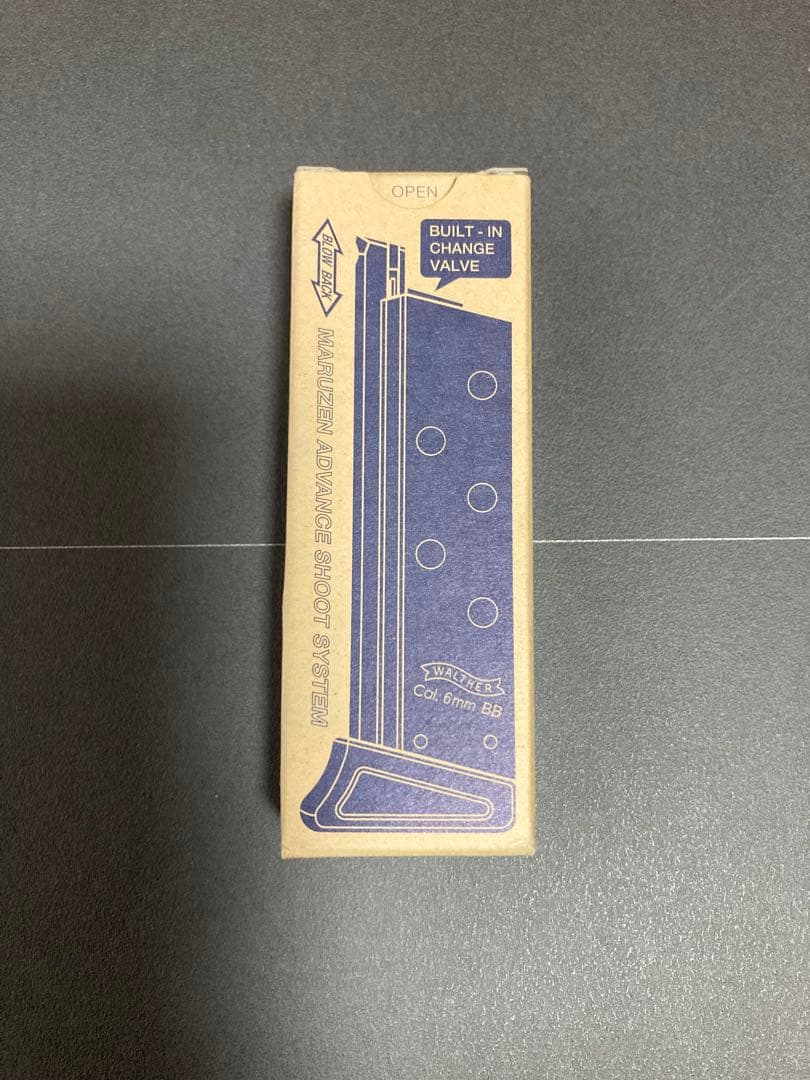 OPEN
BLOW BACK
BUILT - IN
CHANGE
VALVE
MARUZEN ADVANCE SHOOT SYSTEM
WALTHER
Cal. 6mm BB